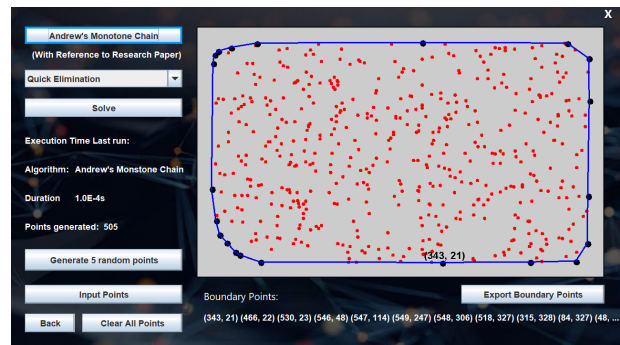 X
Andrew's Monotone Chain
(With Reference to Research Paper)
Quick Elimination
Solve
Execution Time Last run:
Algorithm: Andrew's Monstone Chain
Duration 1.0E-4s
Points generated: 505
(343, 21)
Generate 5 random points
Input Points
Back Clear All Points
Boundary Points:
Export Boundary Points
(343, 21) (466, 22) (530, 23) (546, 48) (547, 114) (549, 247) (548, 306) (518, 327) (315, 328) (84, 327) (48, ...